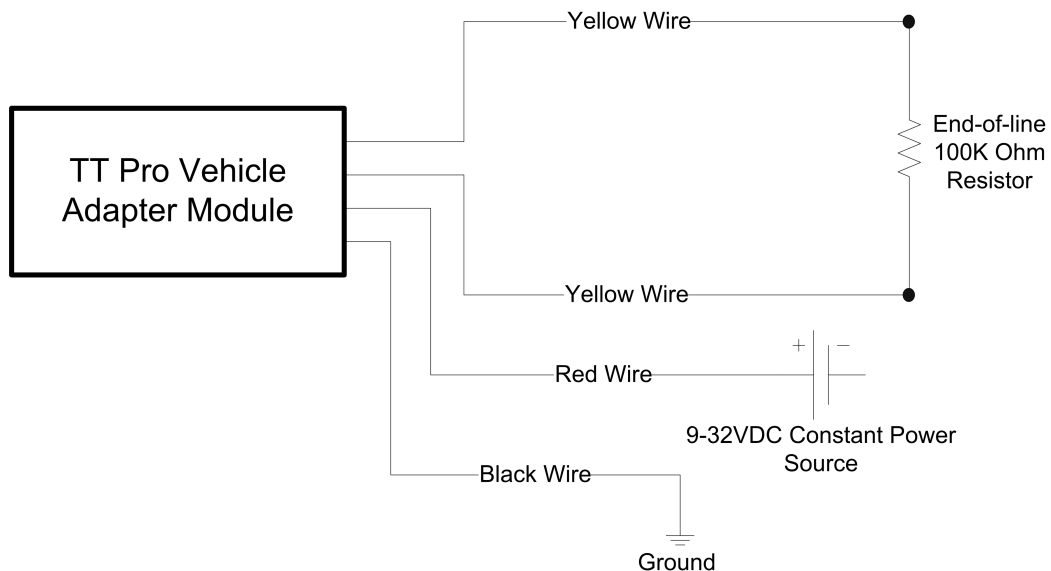 Yellow Wire
TT Pro Vehicle
Adapter Module
End-of-line
100K Ohm
Resistor
Yellow Wire
+ −
Red Wire
9-32VDC Constant Power
Source
Black Wire
Ground